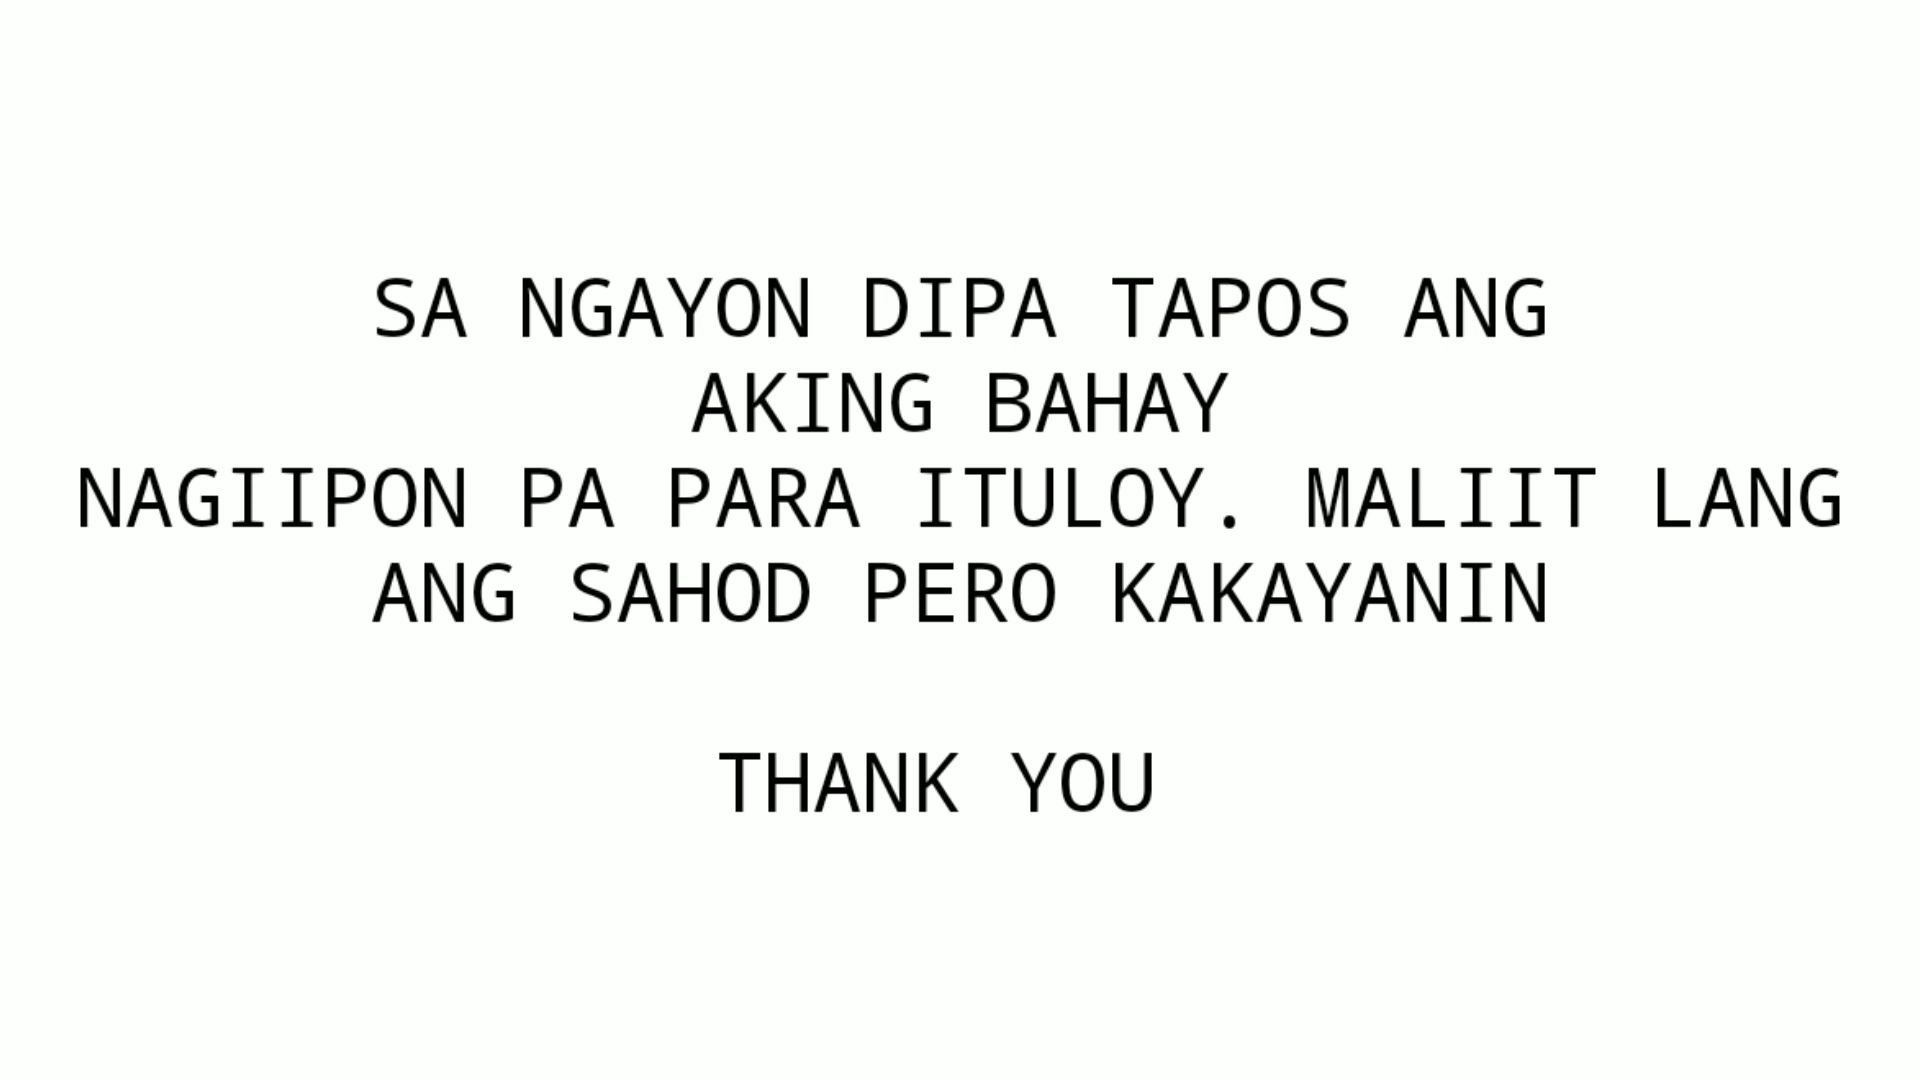 SA NGAYON DIPA TAPOS ANG
AKING BAHAY
NAGIIPON PA PARA ITULOY. MALIIT LANG
ANG SAHOD PERO KAKAYANIN
THANK YOU